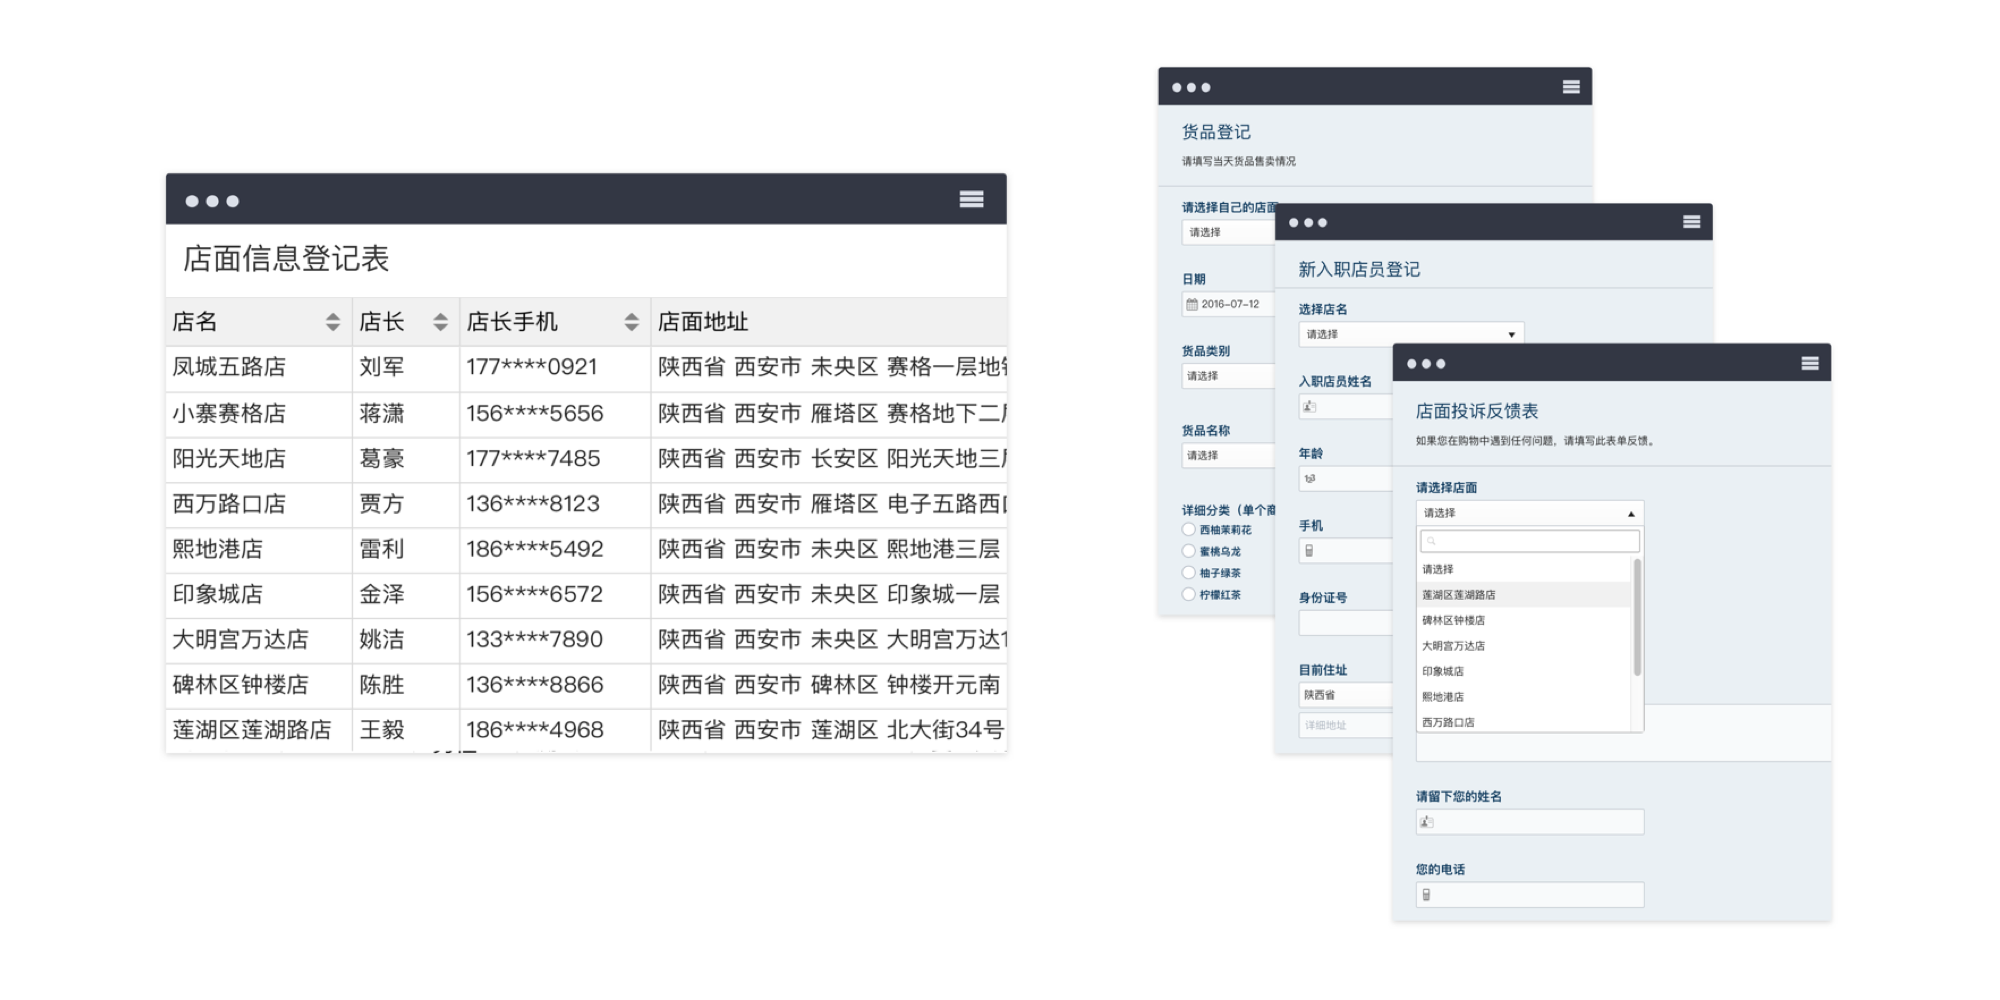 店面信息登记表
店名 店长 店长手机 店面地址
凤城五路店 刘军 177****0921 陕西省 西安市 未央区 赛格一层地
小寨赛格店 蒋潇 156****5656 陕西省 西安市 雁塔区 赛格地下二
阳光天地店 葛豪 177****7485 陕西省 西安市 长安区 阳光天地三
西万路口店 贾方 136****8123 陕西省 西安市 雁塔区 电子五路西
熙地港店 雷利 186****5492 陕西省 西安市 未央区 熙地港三层
印象城店 金泽 156****6572 陕西省 西安市 未央区 印象城一层
大明宫万达店 姚洁 133****7890 陕西省 西安市 未央区 大明宫万达1
碑林区钟楼店 陈胜 136****8866 陕西省 西安市 碑林区 钟楼开元南
莲湖区莲湖路店 王毅 186****4968 陕西省 西安市 莲湖区 北大街34号
货品登记
请填写当天货品售卖情况
请选择自己的店面
请选择
日期
2016-07-12
货品类别
请选择
货品名称
请选择
详细分类（单个商
西柚茉莉花
蜜桃乌龙
柚子绿茶
柠檬红茶
新入职店员登记
选择店名
请选择
入职店员姓名
年龄
手机
身份证号
目前住址
陕西省
详细地址
店面投诉反馈表
如果您在购物中遇到任何问题，请填写此表单反馈。
请选择店面
请选择
请选择
莲湖区莲湖路店
碑林区钟楼店
大明宫万达店
印象城店
熙地港店
西万路口店
请留下您的姓名
您的电话